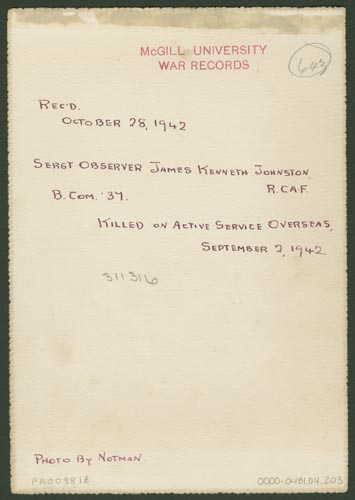 McGILL UNIVERSITY
WAR RECORDS
643
REC'D.
OCTOBER 28, 1942
SERGT OBSERVER JAMES KENNETH JOHNSTON,
B. COM. '37.
R.C.A.F.
KILLED ON ACTIVE SERVICE OVERSEAS,
SEPTEMBER 2, 1942
311316
PHOTO BY NOTMAN.
PR009816
0000-0481.04.203